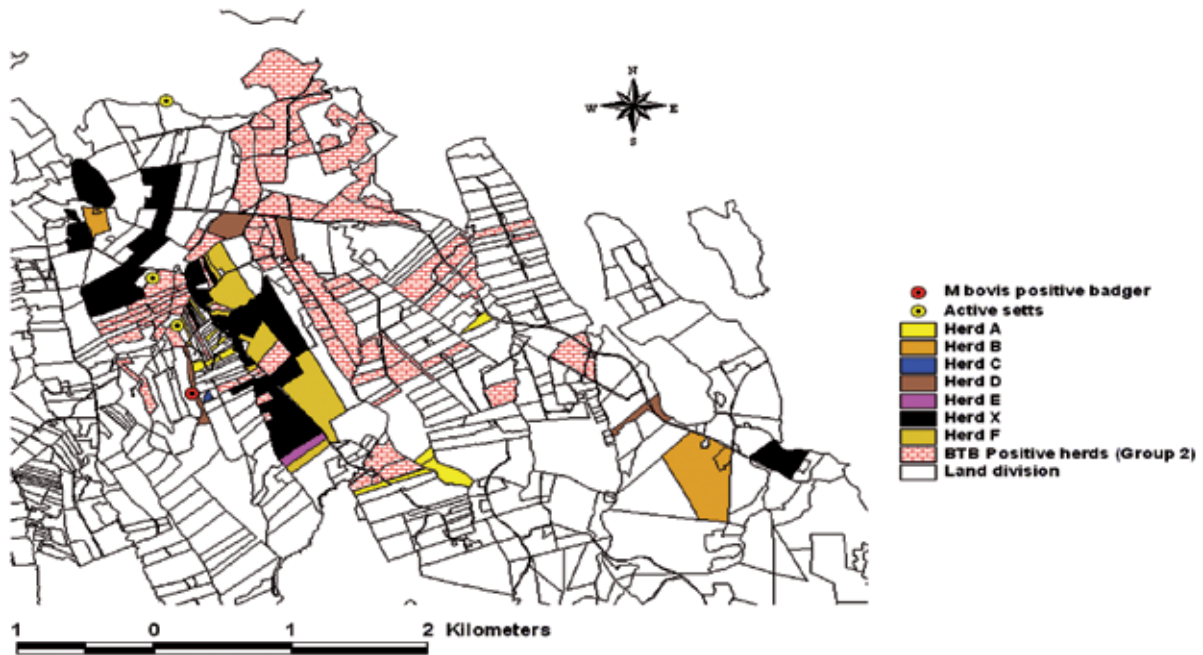 N
W E
S
M bovis positive badger
Active setts
Herd A
Herd B
Herd C
Herd D
Herd E
Herd X
Herd F
BTB Positive herds (Group 2)
Land division
1 0 1 2 Kilometers